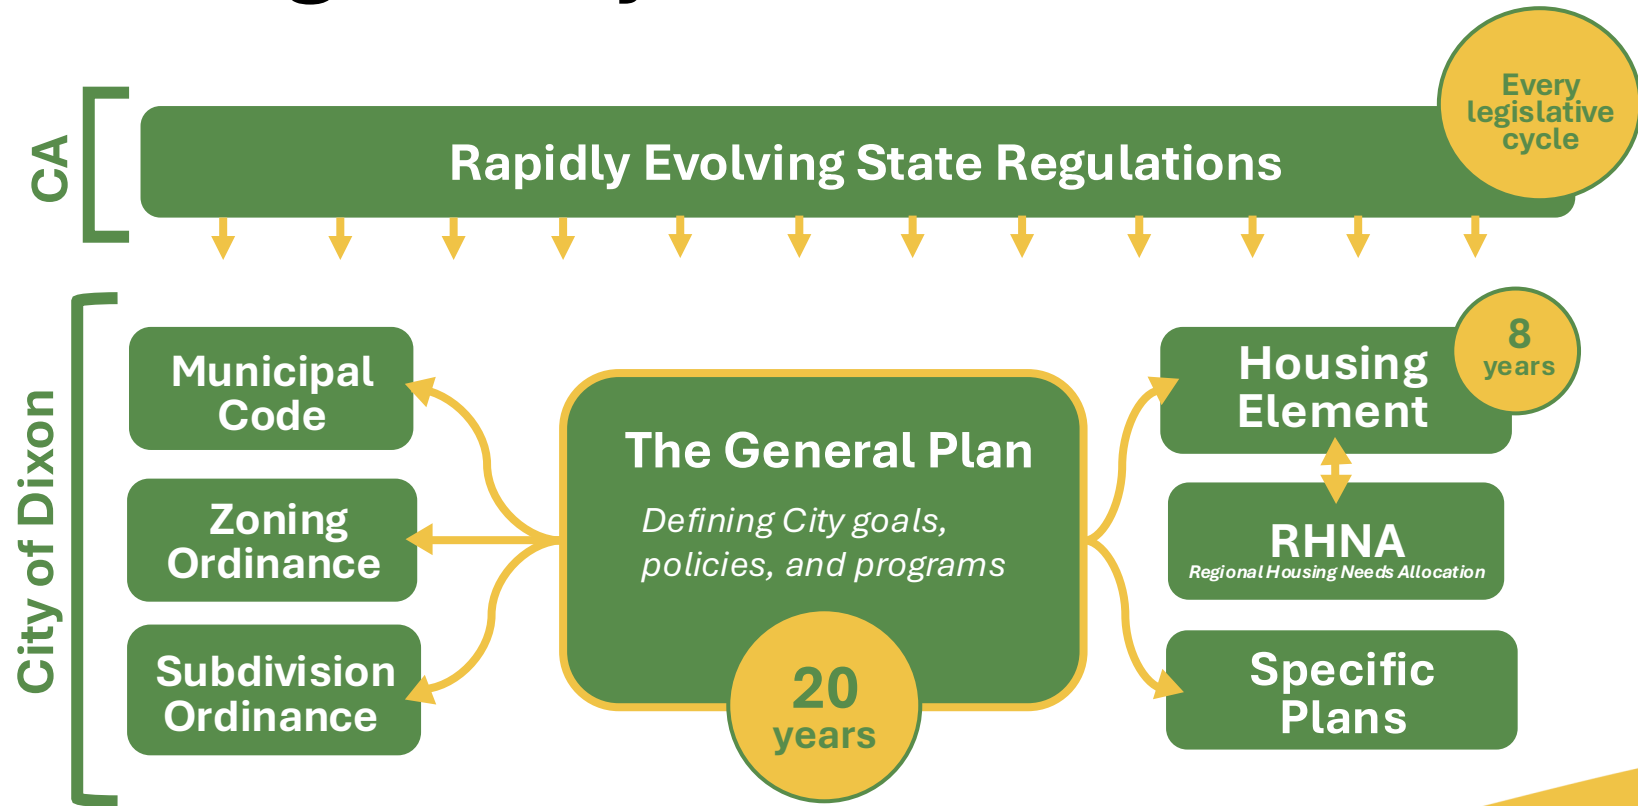 CA
Rapidly Evolving State Regulations
Every
legislative
cycle
City of Dixon
Municipal
Code
Zoning
Ordinance
Subdivision
Ordinance
The General Plan
Defining City goals,
policies, and programs
20
years
Housing
Element
8
years
RHNA
Regional Housing Needs Allocation
Specific
Plans